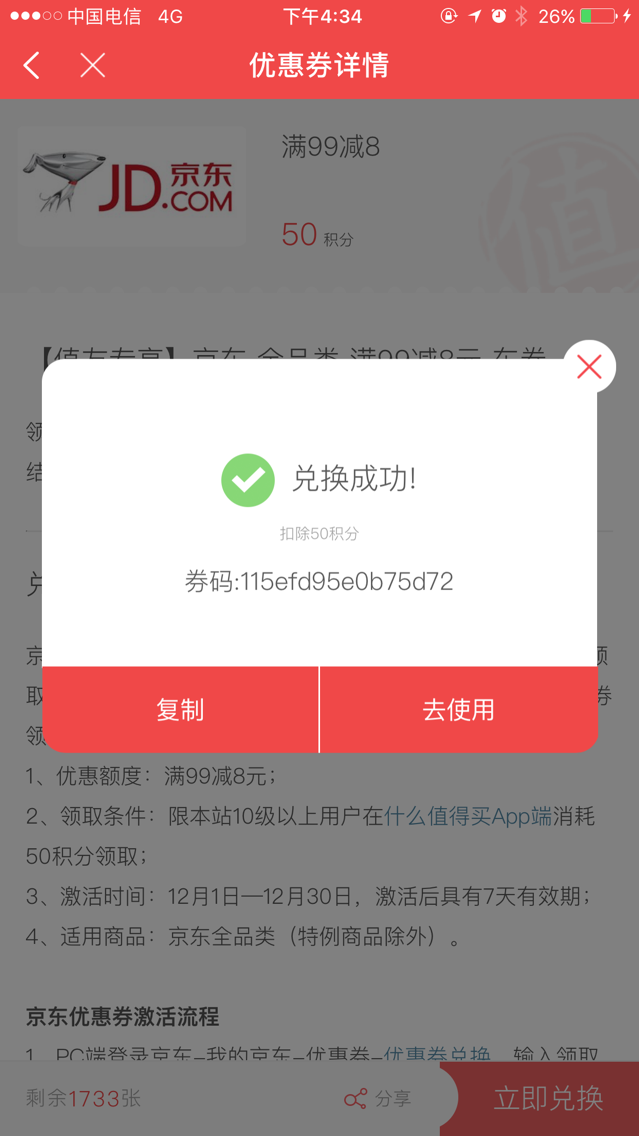 中国电信 4G 下午4:34 26%
优惠券详情
JD京东
.COM
满99减8
值
50 积分
【值友专享】京东 全品类 满99减8元 东券
领
结
兑换成功!
扣除50积分
兑
券码:115efd95e0b75d72
京 领
取 券
复制 去使用
领
1、优惠额度：满99减8元；
2、领取条件：限本站10级以上用户在什么值得买App端消耗
50积分领取；
3、激活时间：12月1日—12月30日，激活后具有7天有效期；
4、适用商品：京东全品类（特例商品除外）。
京东优惠券激活流程
1、PC端登录京东–我的京东–优惠券–优惠券兑换，输入领取
剩余1733张 分享 立即兑换